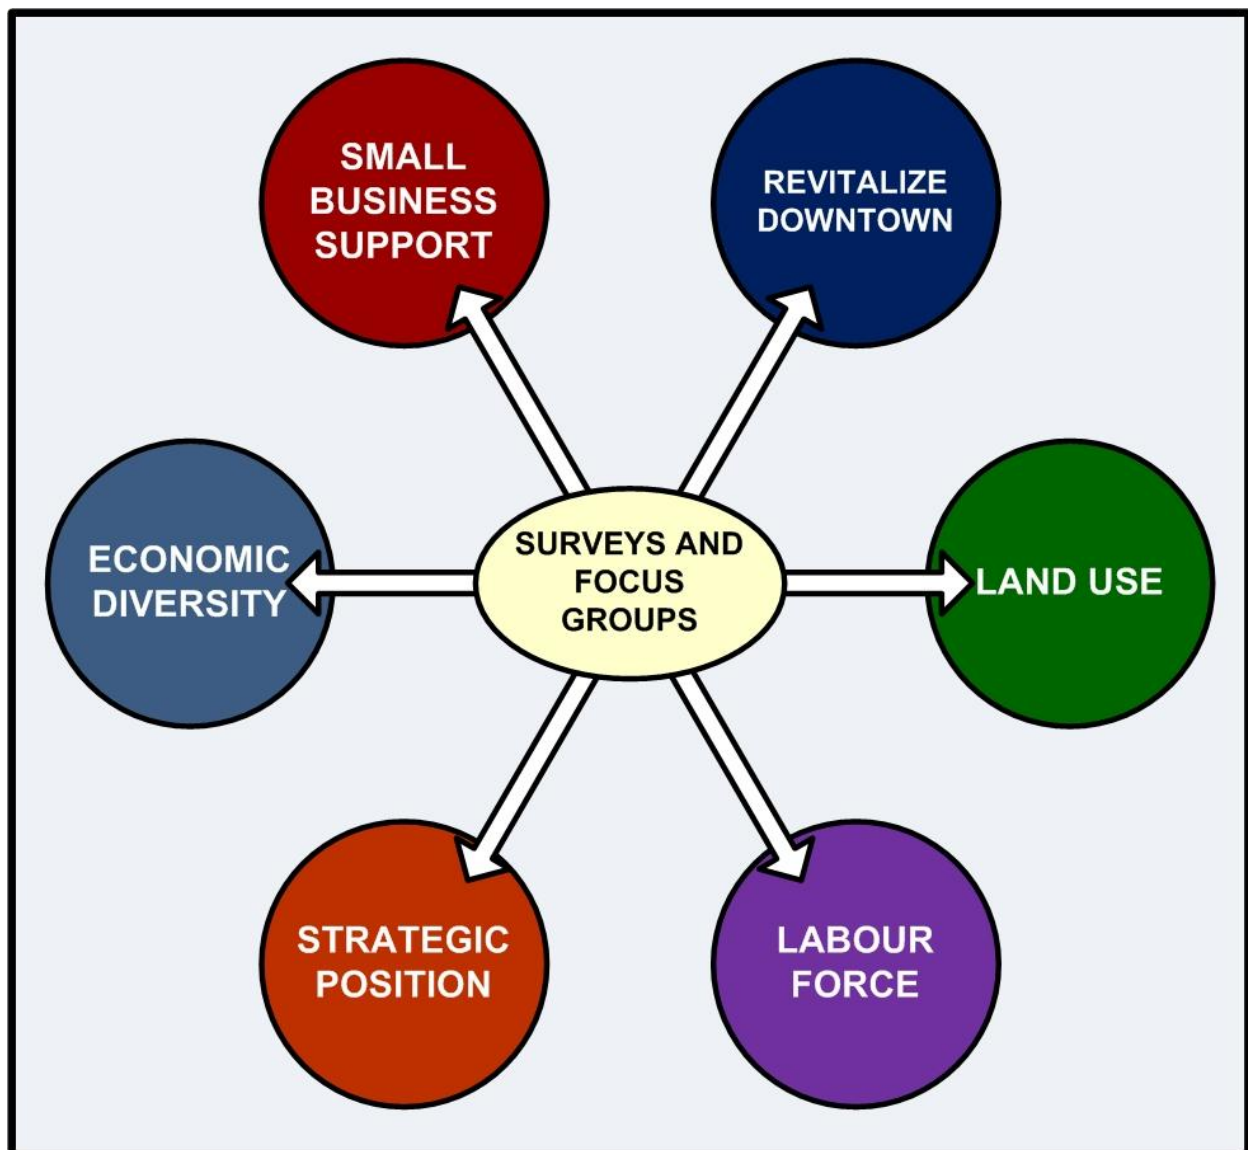 SMALL
BUSINESS
SUPPORT
REVITALIZE
DOWNTOWN
ECONOMIC
DIVERSITY
SURVEYS AND
FOCUS
GROUPS
LAND USE
STRATEGIC
POSITION
LABOUR
FORCE